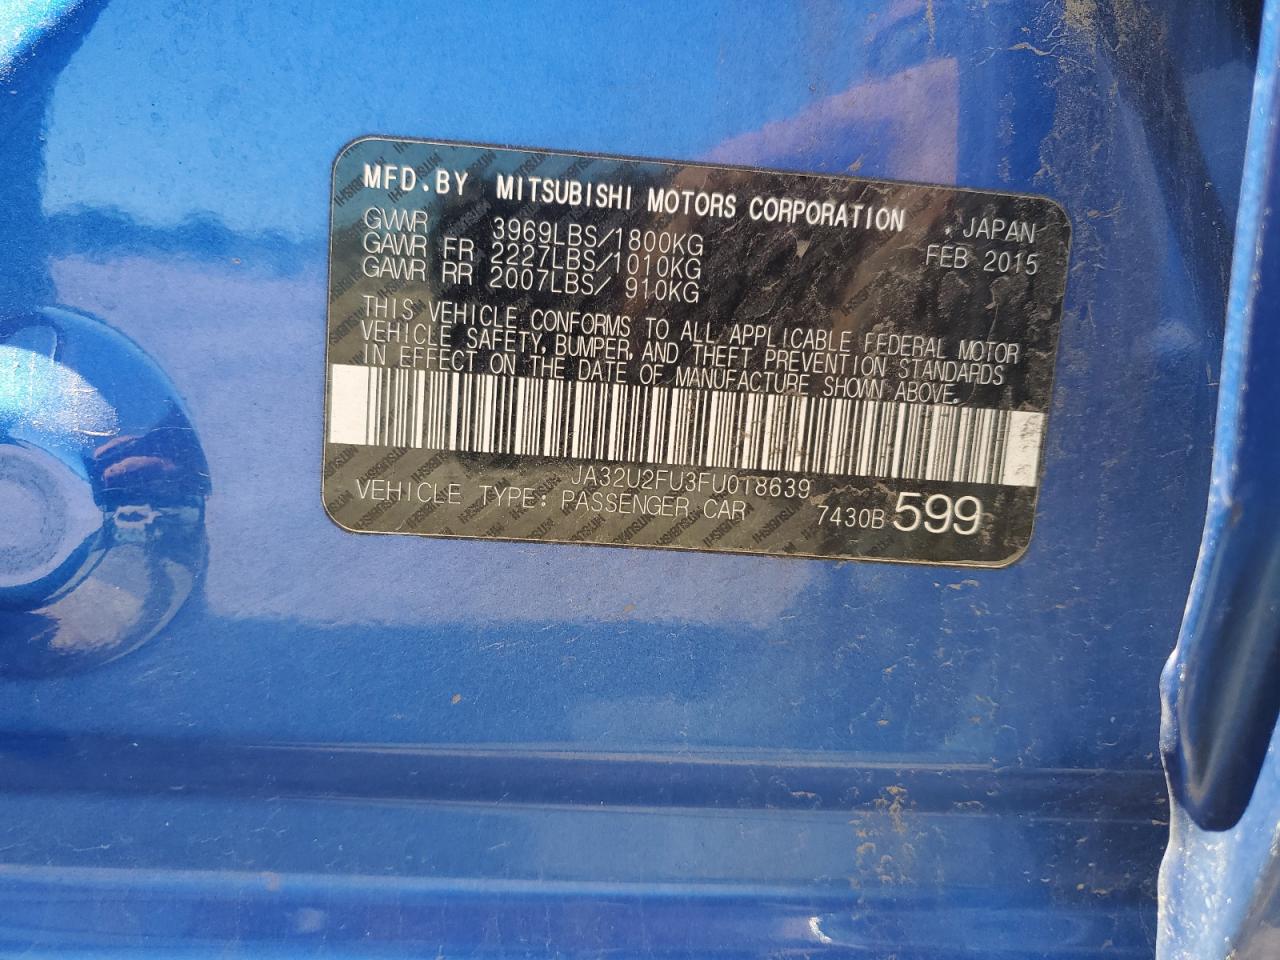 MFD.BY MITSUBISHI MOTORS CORPORATION JAPAN
GVWR 3969LBS/1800KG FEB 2015
GAWR FR 2227LBS/1010KG
GAWR RR 2007LBS/ 910KG
THIS VEHICLE CONFORMS TO ALL APPLICABLE FEDERAL MOTOR
VEHICLE SAFETY, BUMPER, AND THEFT PREVENTION STANDARDS
IN EFFECT ON THE DATE OF MANUFACTURE SHOWN ABOVE.
JA32U2FU3FU018639
VEHICLE TYPE: PASSENGER CAR 7430B 599